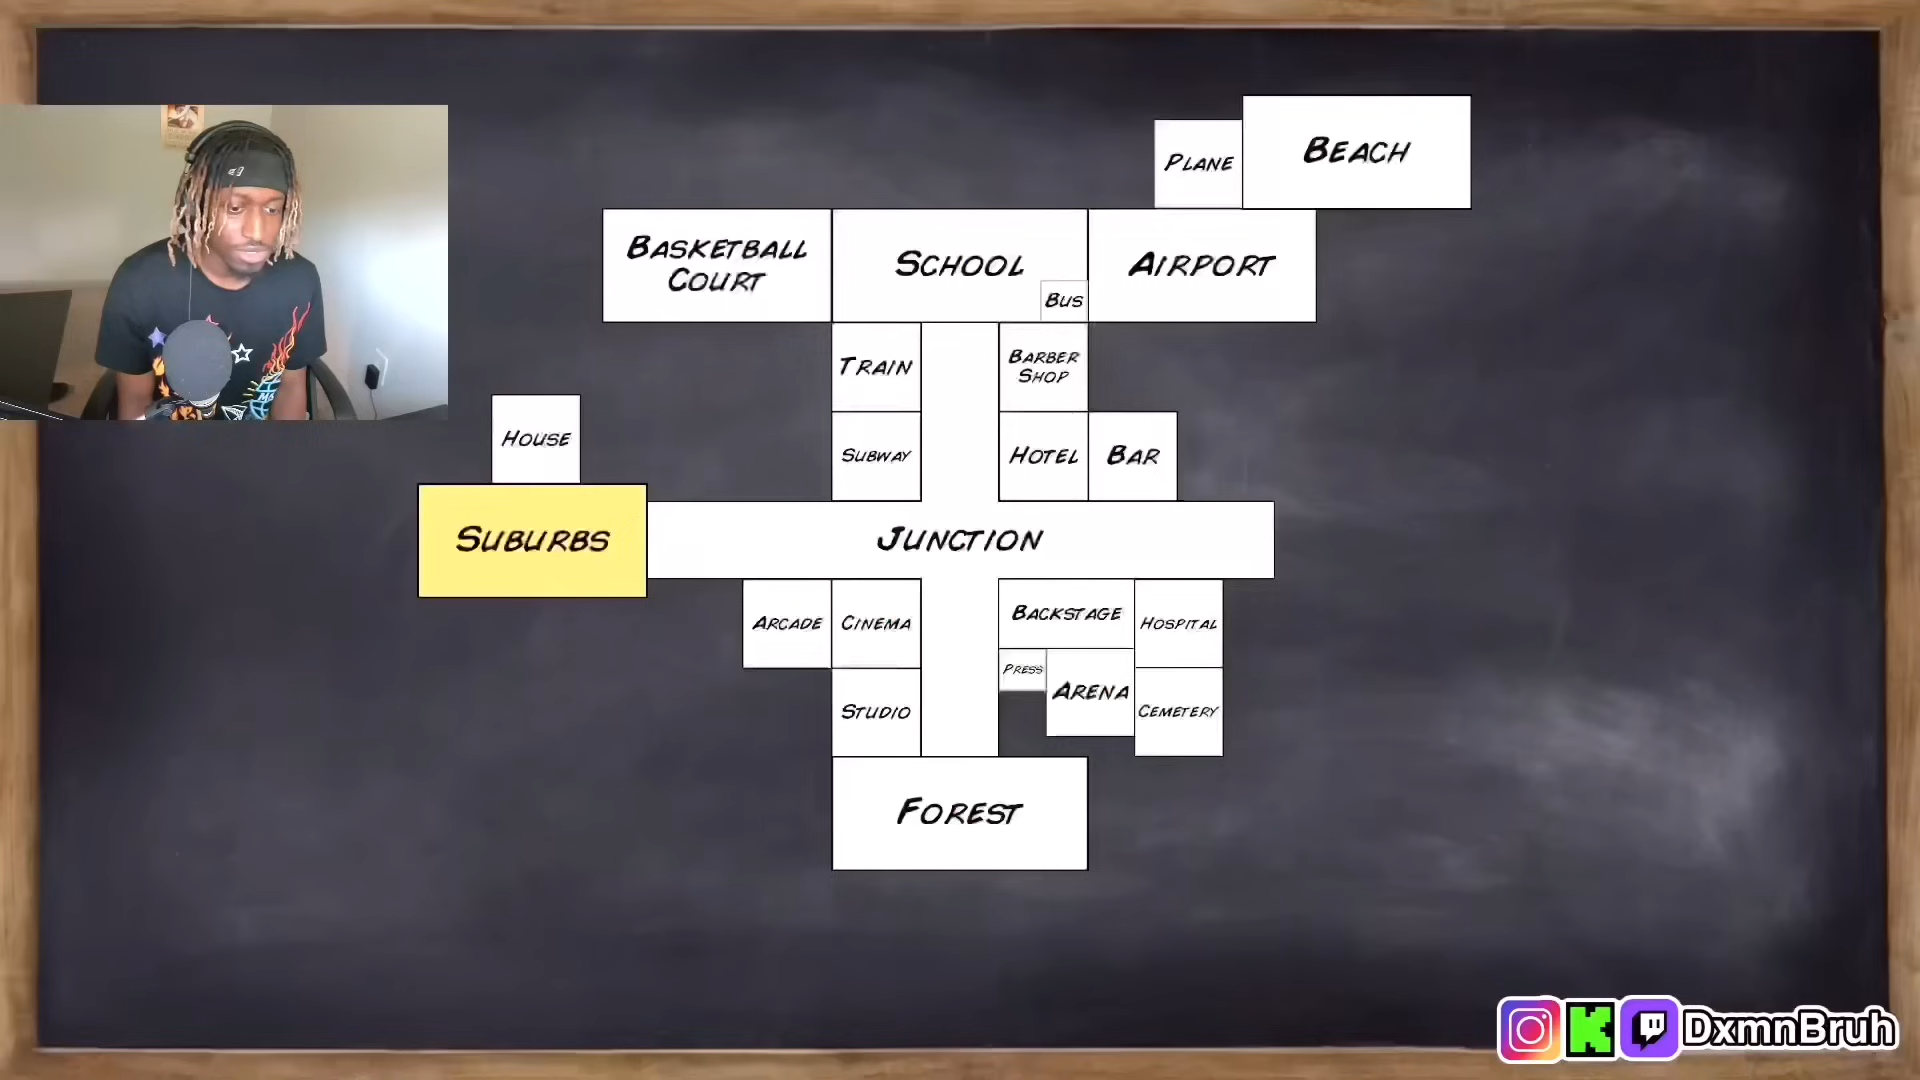 Plane
Beach
Basketball
Court
School
Bus
Airport
Train
Barber
Shop
House
Subway
Hotel
Bar
Suburbs
Junction
Arcade
Cinema
Backstage
Hospital
Press
Arena
Studio
Cemetery
Forest
DxmnBruh